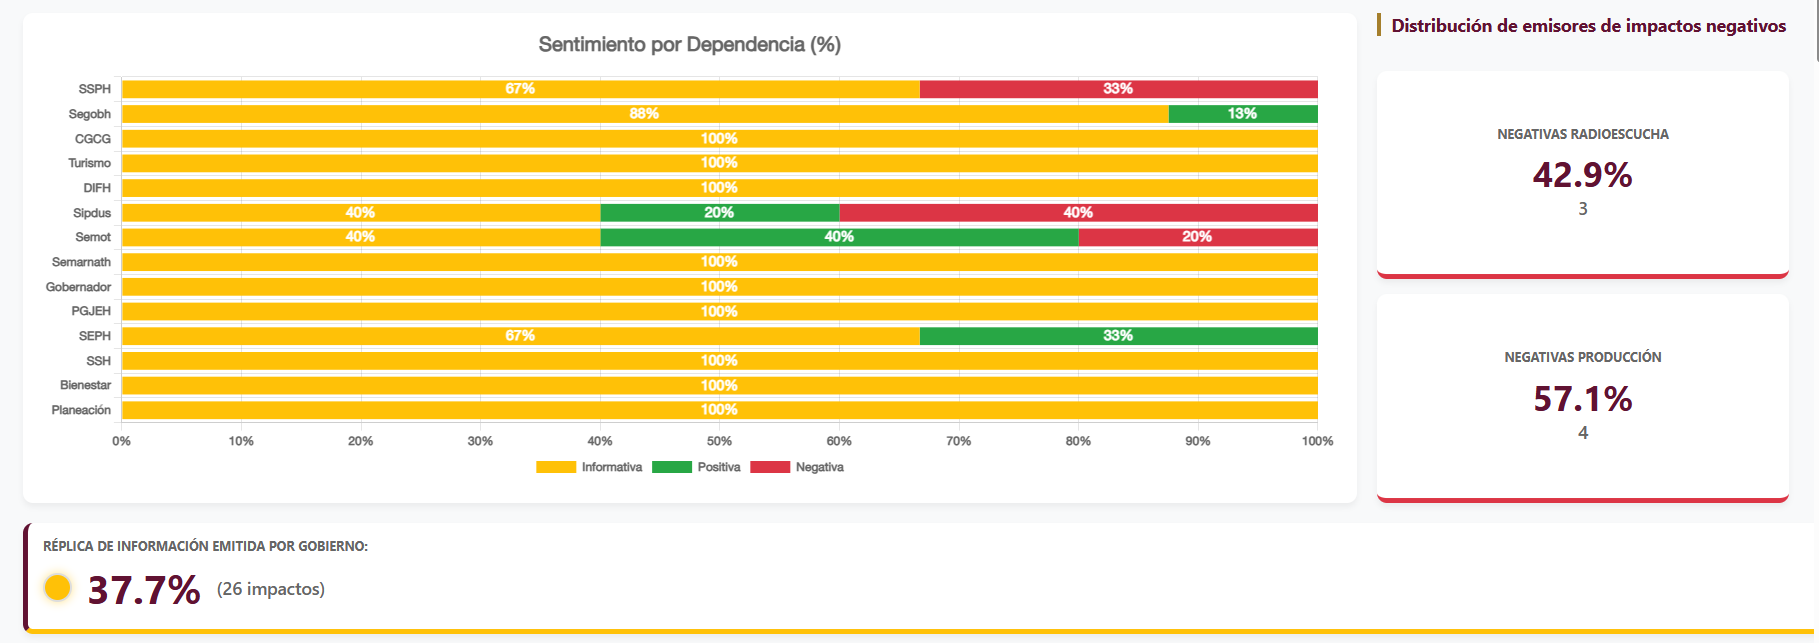 Sentimiento por Dependencia (%)
SSPH 67% 33%
Segobh 88% 13%
CGCG 100%
Turismo 100%
DIFH 100%
Sipdus 40% 20% 40%
Semot 40% 40% 20%
Semarnath 100%
Gobernador 100%
PGJEH 100%
SEPH 67% 33%
SSH 100%
Bienestar 100%
Planeación 100%
0% 10% 20% 30% 40% 50% 60% 70% 80% 90% 100%
Informativa Positiva Negativa
Distribución de emisores de impactos negativos
NEGATIVAS RADIOESCUCHA
42.9%
3
NEGATIVAS PRODUCCIÓN
57.1%
4
RÉPLICA DE INFORMACIÓN EMITIDA POR GOBIERNO:
37.7% (26 impactos)